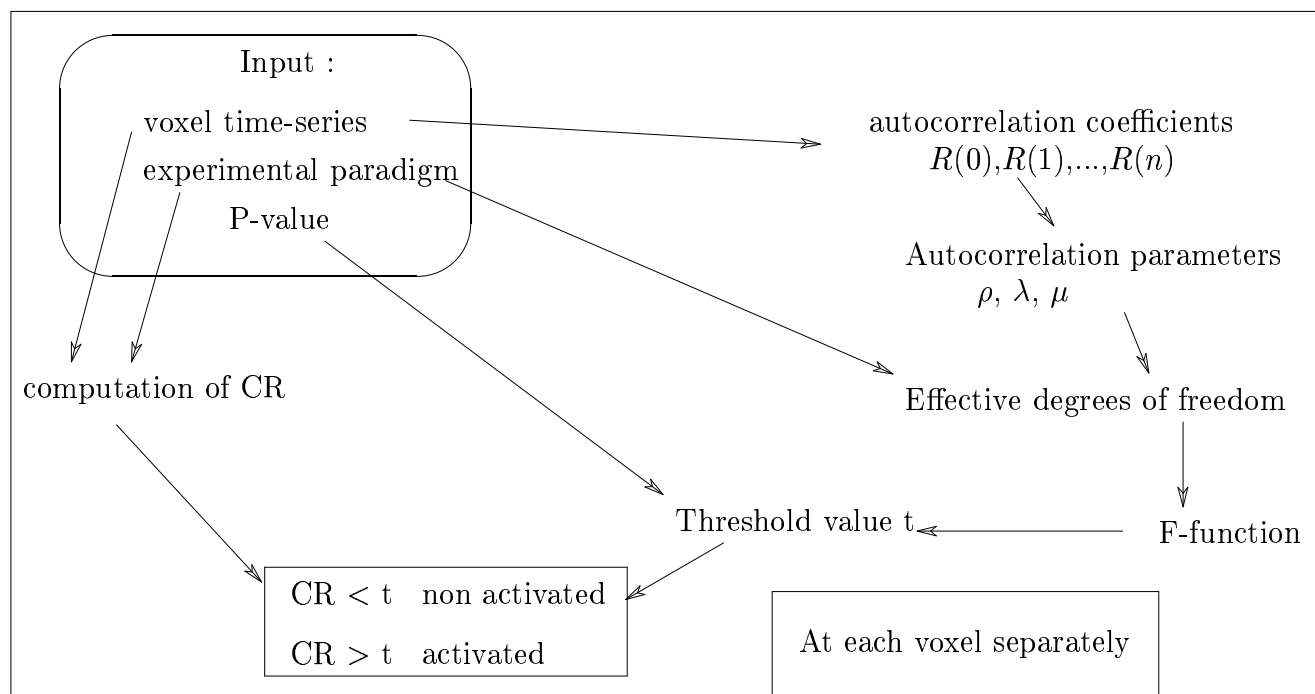 Input :
voxel time-series
experimental paradigm
P-value
autocorrelation coefficients
R(0),R(1),...,R(n)
Autocorrelation parameters
ρ, λ, μ
computation of CR
Effective degrees of freedom
Threshold value t
F-function
CR < t non activated
CR > t activated
At each voxel separately